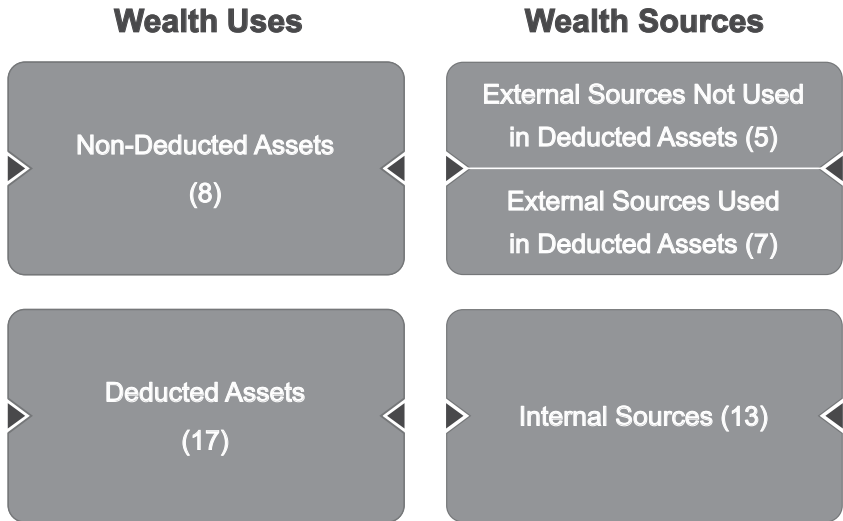 Wealth Uses
Non-Deducted Assets
(8)
Deducted Assets
(17)
Wealth Sources
External Sources Not Used
in Deducted Assets (5)
External Sources Used
in Deducted Assets (7)
Internal Sources (13)